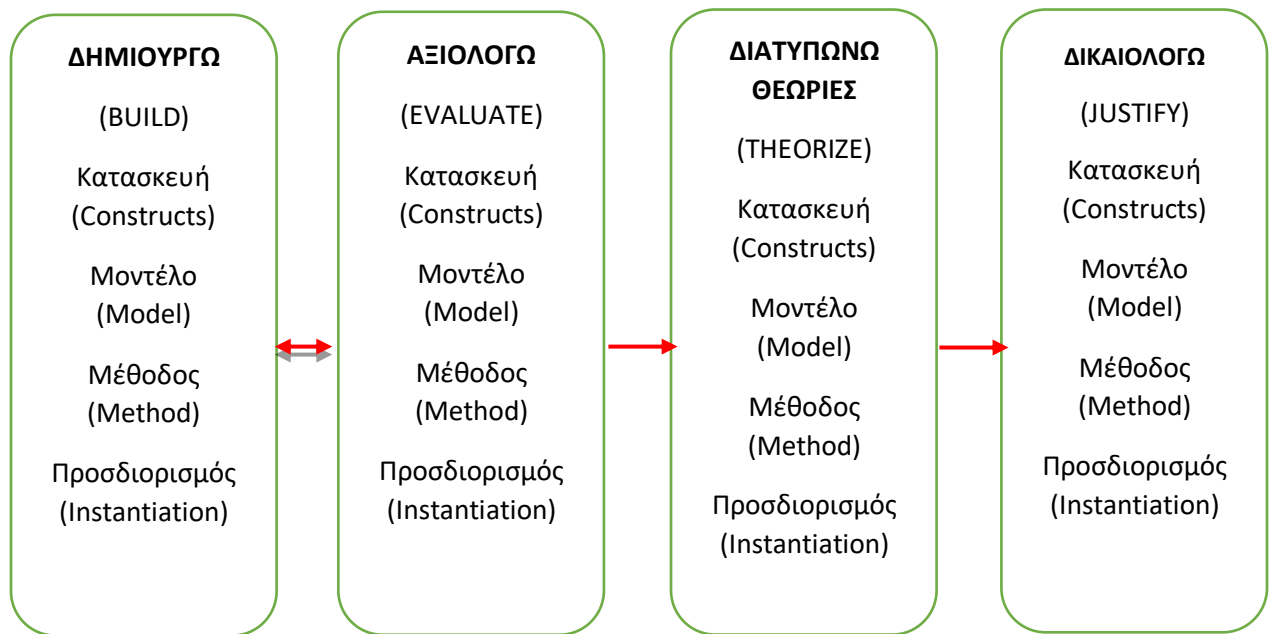 ΔΗΜΙΟΥΡΓΩ
(BUILD)
Κατασκευή
(Constructs)
Μοντέλο
(Model)
Μέθοδος
(Method)
Προσδιορισμός
(Instantiation)
ΑΞΙΟΛΟΓΩ
(EVALUATE)
Κατασκευή
(Constructs)
Μοντέλο
(Model)
Μέθοδος
(Method)
Προσδιορισμός
(Instantiation)
ΔΙΑΤΥΠΩΝΩ
ΘΕΩΡΙΕΣ
(THEORIZE)
Κατασκευή
(Constructs)
Μοντέλο
(Model)
Μέθοδος
(Method)
Προσδιορισμός
(Instantiation)
ΔΙΚΑΙΟΛΟΓΩ
(JUSTIFY)
Κατασκευή
(Constructs)
Μοντέλο
(Model)
Μέθοδος
(Method)
Προσδιορισμός
(Instantiation)